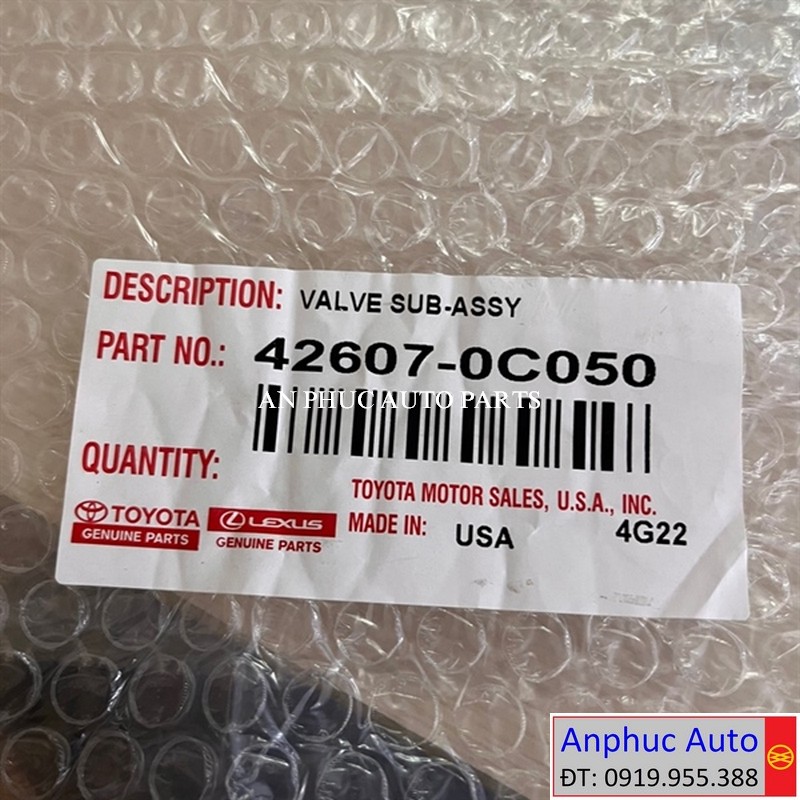 DESCRIPTION: VALVE SUB-ASSY
PART NO.: 42607-0C050
AN PHUC AUTO PARTS
QUANTITY:
TOYOTA MOTOR SALES, U.S.A., INC.
TOYOTA LEXUS MADE IN: USA 4G22
GENUINE PARTS GENUINE PARTS
Anphuc Auto
ĐT: 0919.955.388